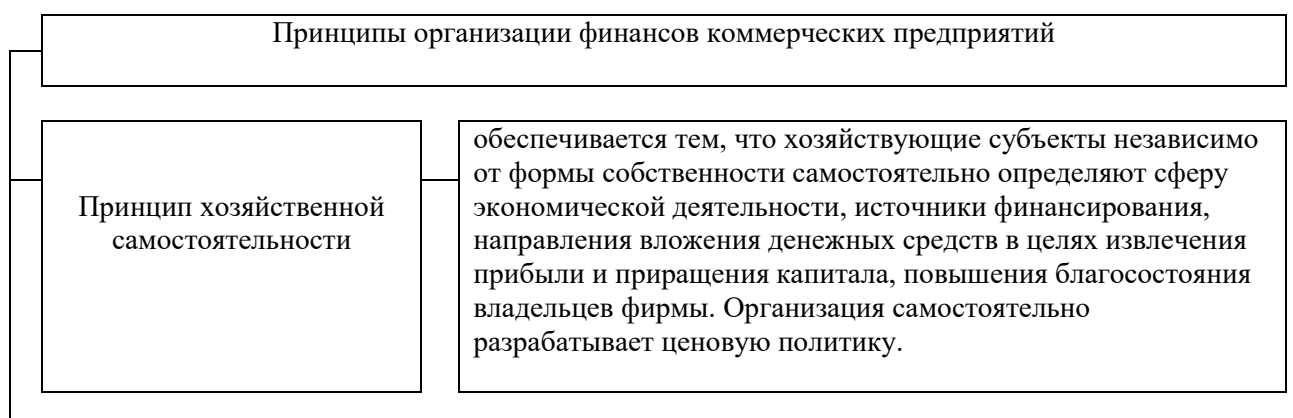 Принципы организации финансов коммерческих предприятий
Принцип хозяйственной
самостоятельности
обеспечивается тем, что хозяйствующие субъекты независимо
от формы собственности самостоятельно определяют сферу
экономической деятельности, источники финансирования,
направления вложения денежных средств в целях извлечения
прибыли и приращения капитала, повышения благосостояния
владельцев фирмы. Организация самостоятельно
разрабатывает ценовую политику.